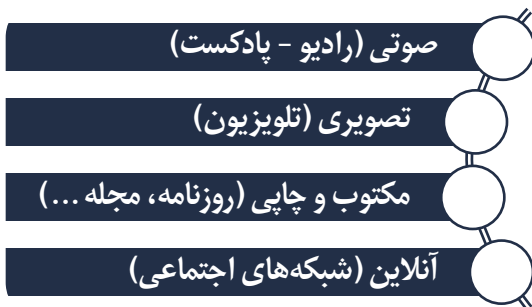 صوتی (رادیو - پادکست)
تصویری (تلویزیون)
مکتوب و چاپی (روزنامه، مجله ...)
آنلاین (شبکه‌های اجتماعی)